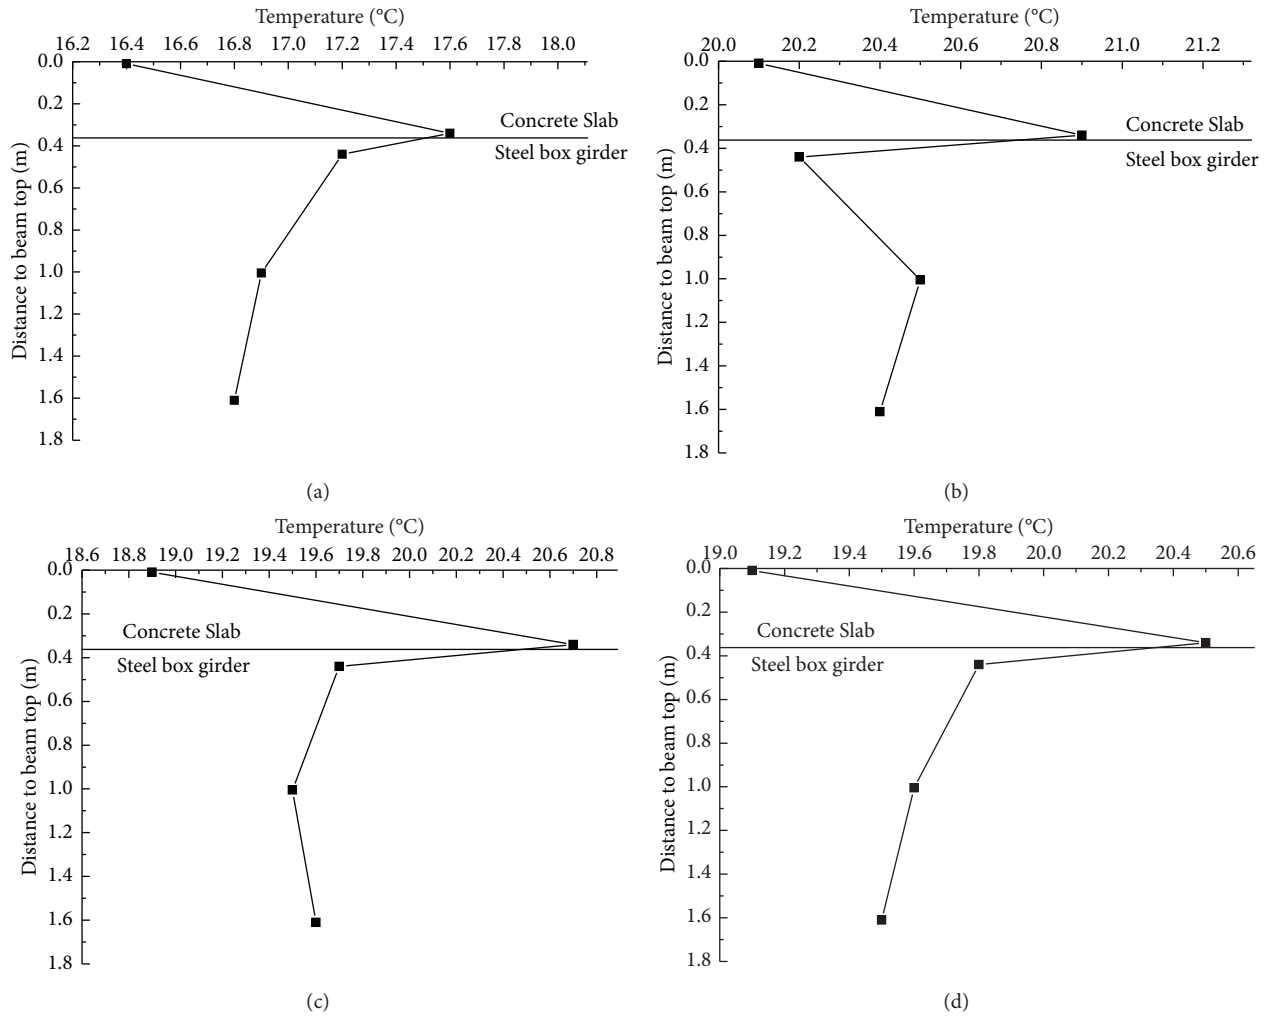 Temperature (°C)
16.2 16.4 16.6 16.8 17.0 17.2 17.4 17.6 17.8 18.0
0.0
0.2
0.4
0.6
0.8
1.0
1.2
1.4
1.6
1.8
Distance to beam top (m)
Concrete Slab
Steel box girder
(a)
Temperature (°C)
20.0 20.2 20.4 20.6 20.8 21.0 21.2
0.0
0.2
0.4
0.6
0.8
1.0
1.2
1.4
1.6
1.8
Distance to beam top (m)
Concrete Slab
Steel box girder
(b)
Temperature (°C)
18.6 18.8 19.0 19.2 19.4 19.6 19.8 20.0 20.2 20.4 20.6 20.8
0.0
0.2
0.4
0.6
0.8
1.0
1.2
1.4
1.6
1.8
Distance to beam top (m)
Concrete Slab
Steel box girder
(c)
Temperature (°C)
19.0 19.2 19.4 19.6 19.8 20.0 20.2 20.4 20.6
0.0
0.2
0.4
0.6
0.8
1.0
1.2
1.4
1.6
1.8
Distance to beam top (m)
Concrete Slab
Steel box girder
(d)